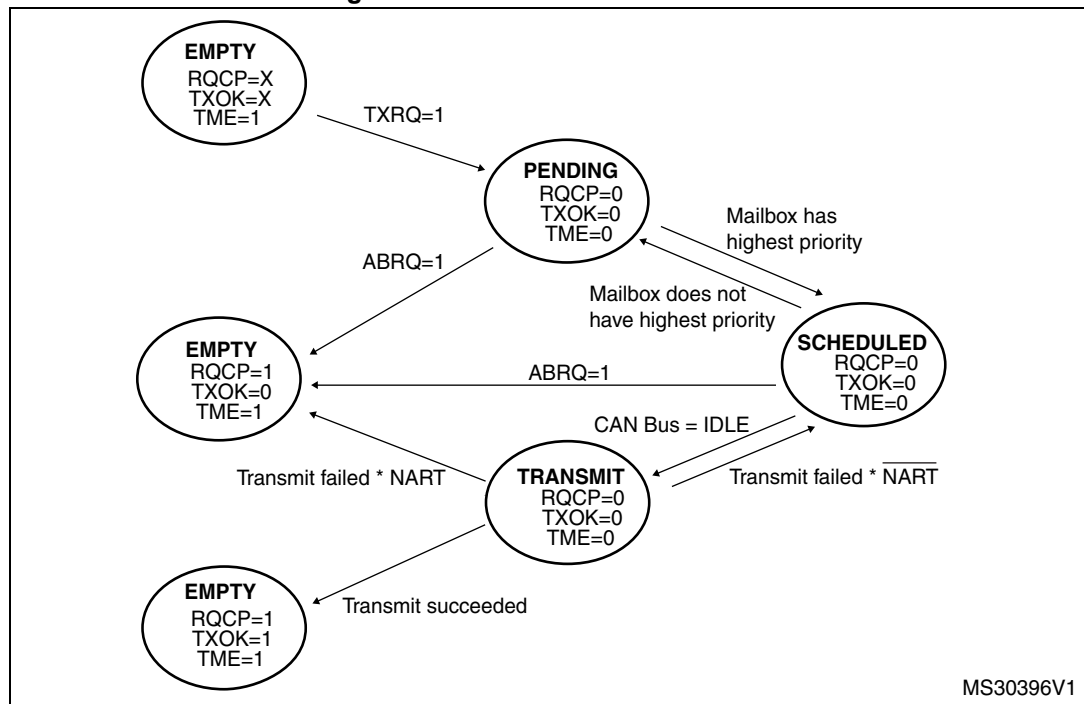 EMPTY
RQCP=X
TXOK=X
TME=1
TXRQ=1
PENDING
RQCP=0
TXOK=0
TME=0
Mailbox has
highest priority
ABRQ=1
Mailbox does not
have highest priority
EMPTY
RQCP=1
TXOK=0
TME=1
SCHEDULED
RQCP=0
TXOK=0
TME=0
ABRQ=1
CAN Bus = IDLE
Transmit failed * NART
TRANSMIT
RQCP=0
TXOK=0
TME=0
Transmit failed * N̅A̅R̅T̅
EMPTY
RQCP=1
TXOK=1
TME=1
Transmit succeeded
MS30396V1